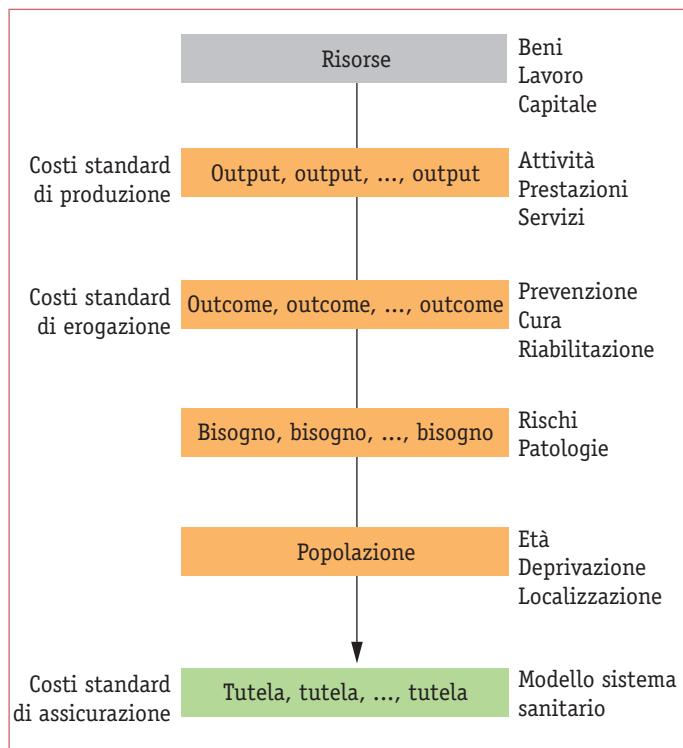 Risorse
Beni
Lavoro
Capitale
Costi standard
di produzione
Output, output, ..., output
Attività
Prestazioni
Servizi
Costi standard
di erogazione
Outcome, outcome, ..., outcome
Prevenzione
Cura
Riabilitazione
Bisogno, bisogno, ..., bisogno
Rischi
Patologie
Popolazione
Età
Deprivazione
Localizzazione
Costi standard
di assicurazione
Tutela, tutela, ..., tutela
Modello sistema
sanitario